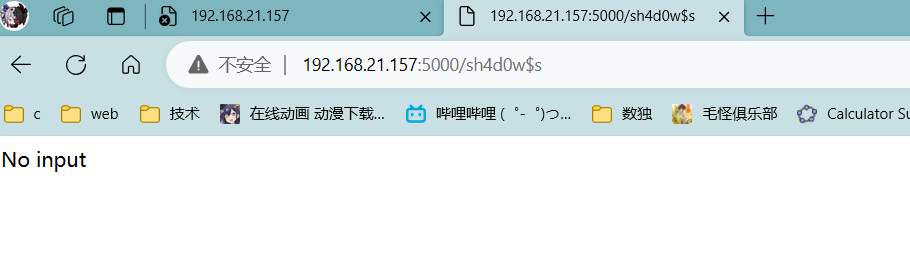 192.168.21.157
192.168.21.157:5000/sh4d0w$s
不安全 | 192.168.21.157:5000/sh4d0w$s
c web 技术 在线动画 动漫下载... 哔哩哔哩 (゜-゜)つ... 数独 毛怪俱乐部 Calculator Su
No input